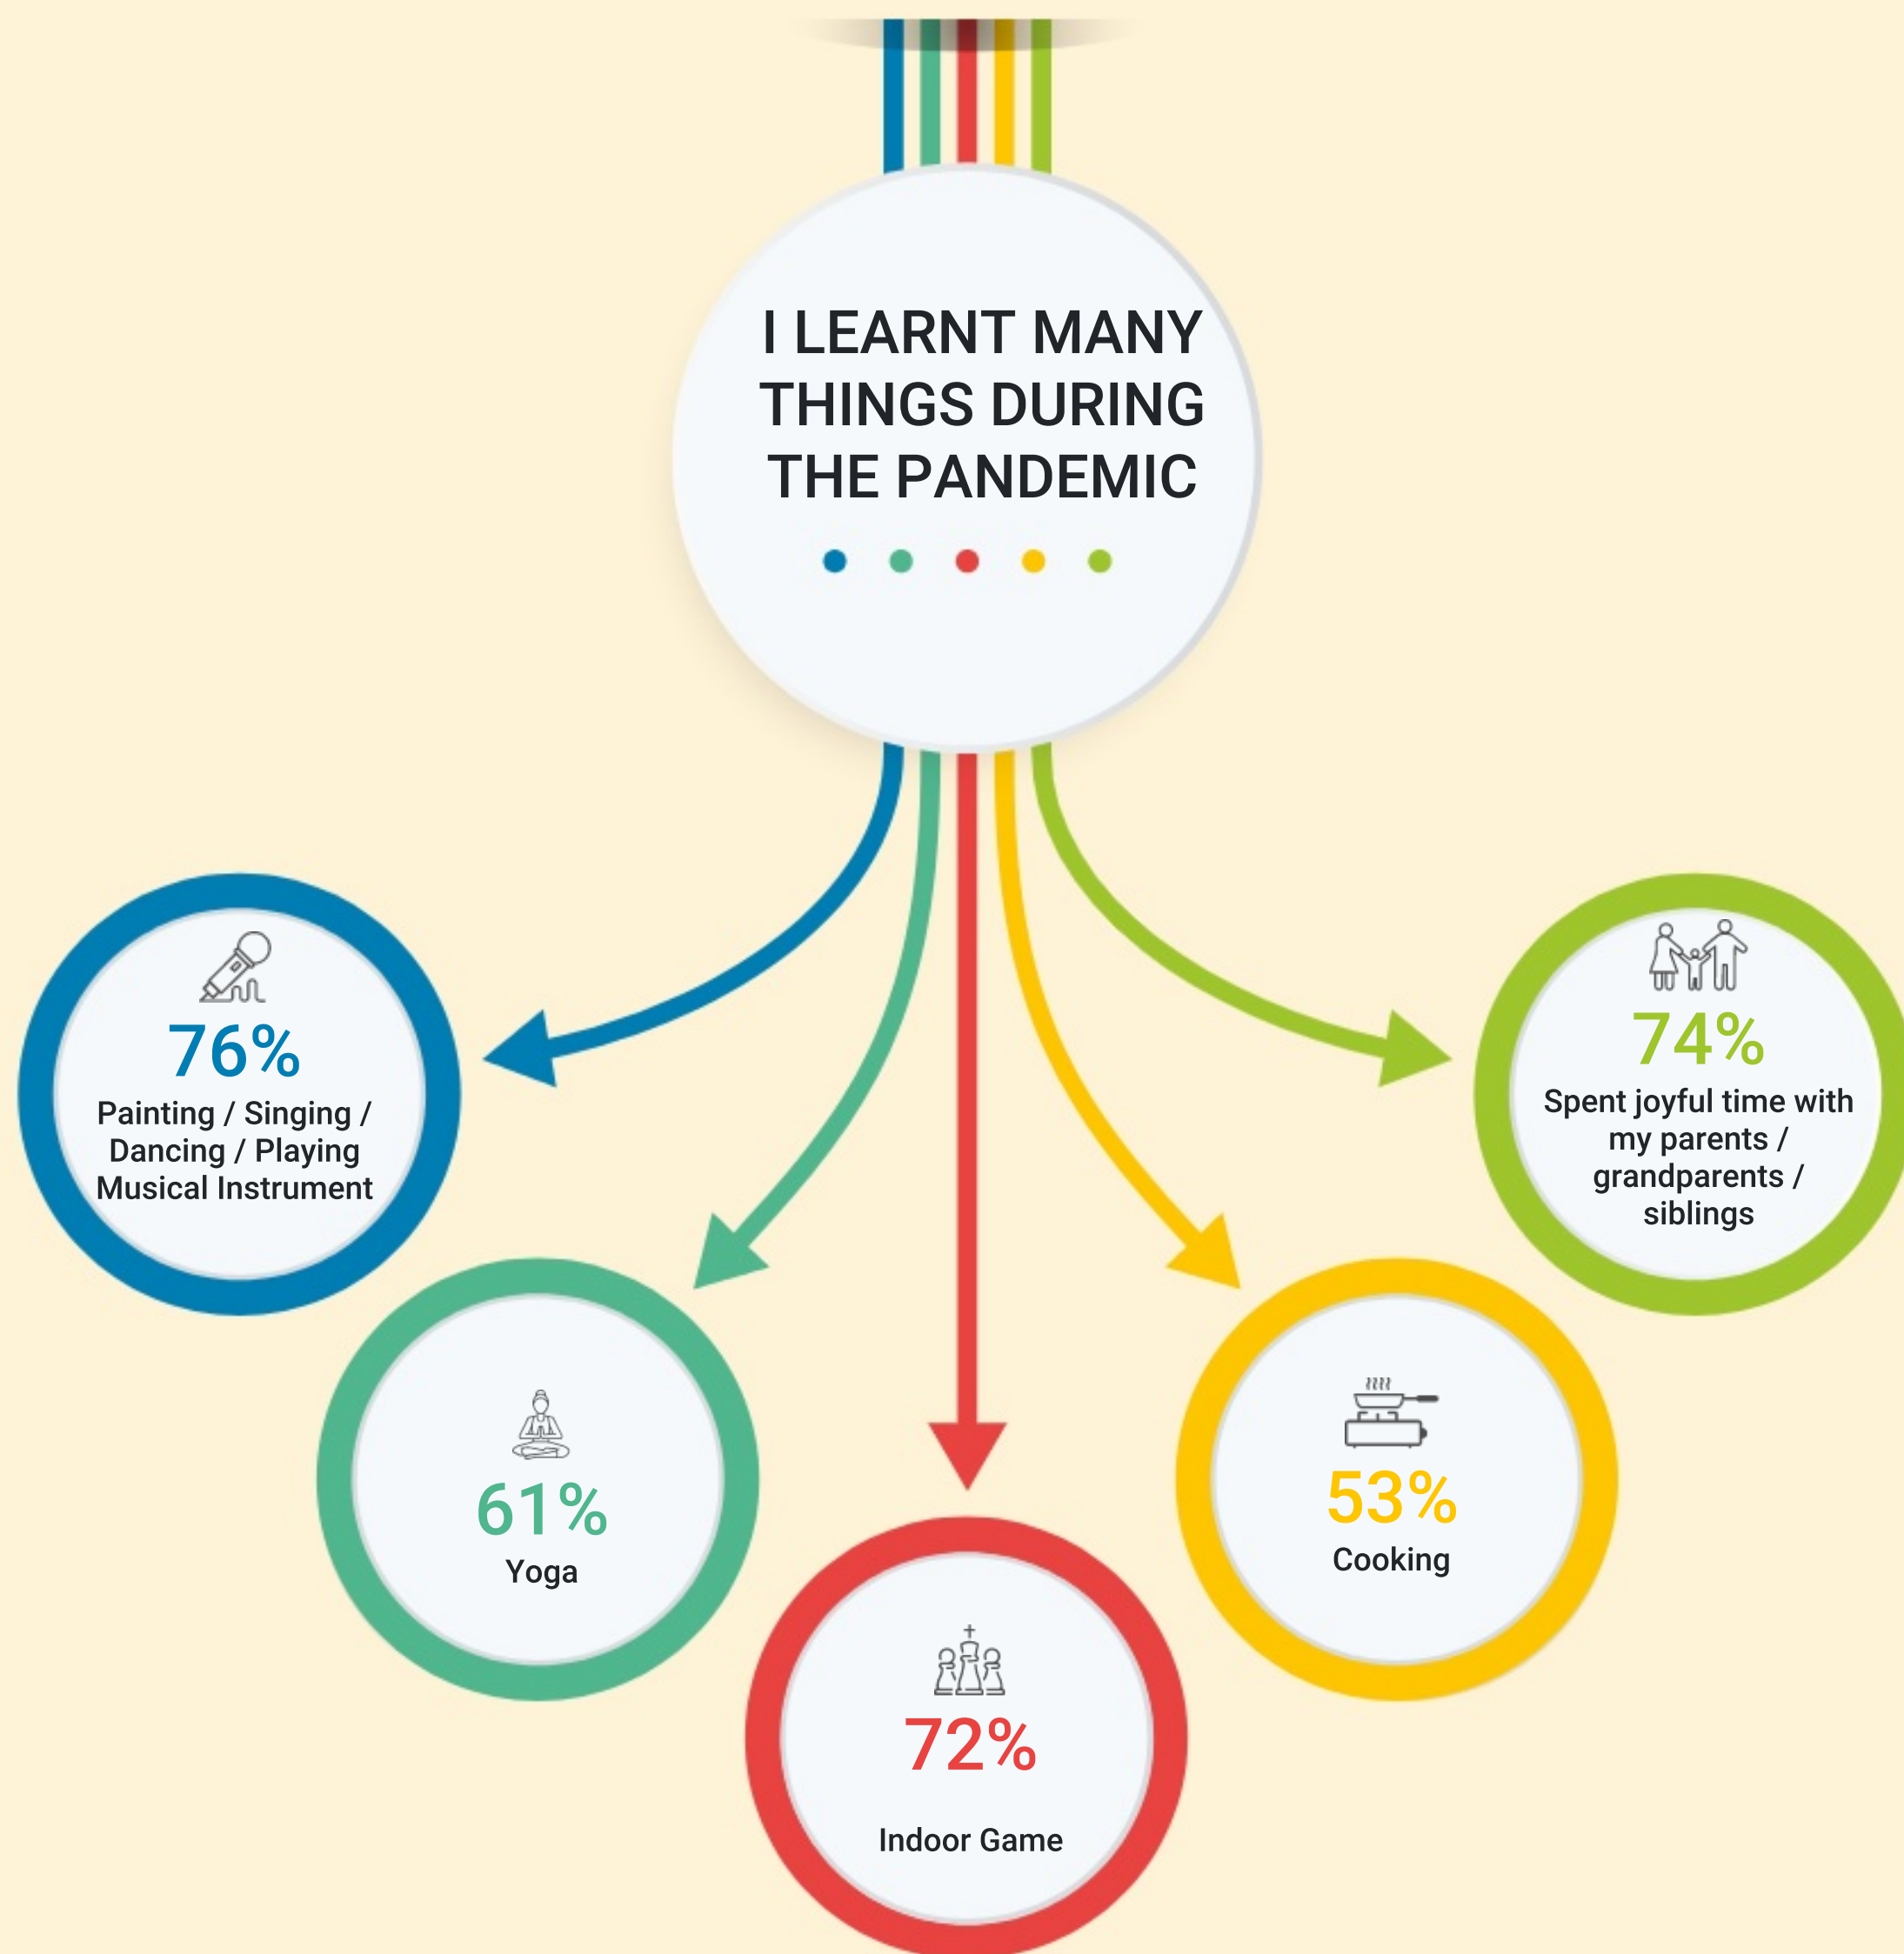 I LEARNT MANY
THINGS DURING
THE PANDEMIC
76%
Painting / Singing /
Dancing / Playing
Musical Instrument
61%
Yoga
72%
Indoor Game
53%
Cooking
74%
Spent joyful time with
my parents /
grandparents /
siblings